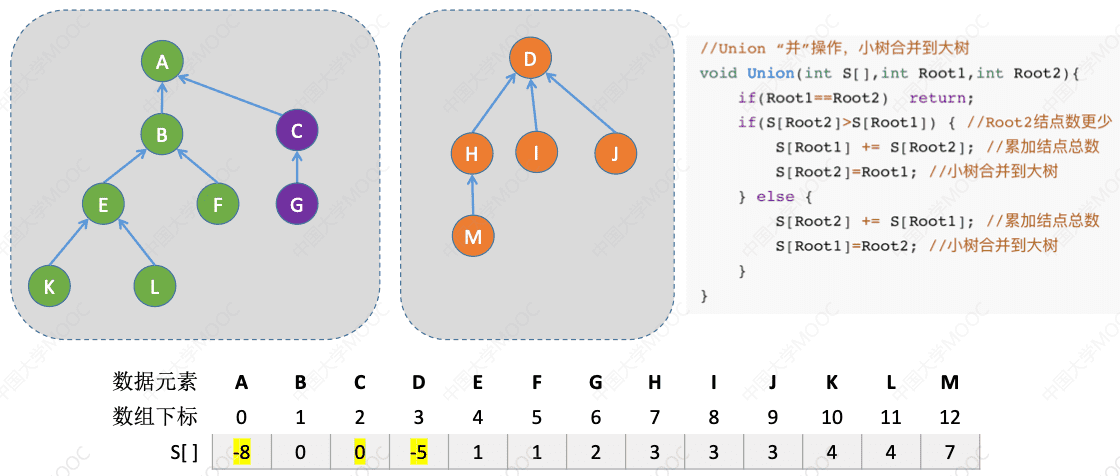 A
D
B
C
H
I
J
E
F
G
M
K
L
//Union “并”操作，小树合并到大树
void Union(int S[],int Root1,int Root2){
if(Root1==Root2)  return;
if(S[Root2]>S[Root1]) { //Root2结点数更少
S[Root1] += S[Root2]; //累加结点总数
S[Root2]=Root1; //小树合并到大树
} else {
S[Root2] += S[Root1]; //累加结点总数
S[Root1]=Root2; //小树合并到大树
}
}
数据元素 A B C D E F G H I J K L M
数组下标 0 1 2 3 4 5 6 7 8 9 10 11 12
S[ ] -8 0 0 -5 1 1 2 3 3 3 4 4 7
中国大学MOOC